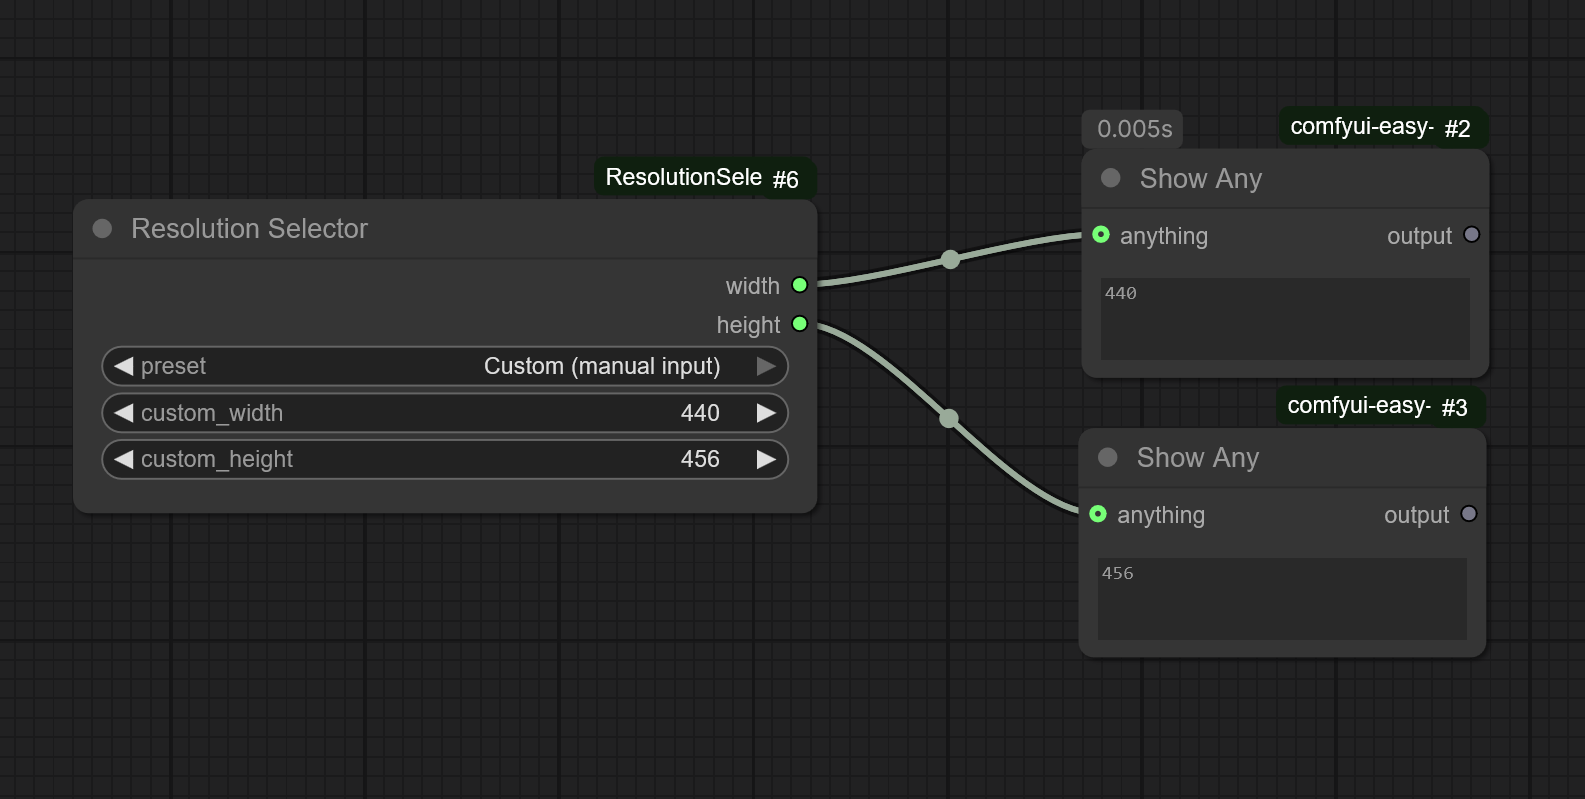 ResolutionSele #6
Resolution Selector
width
height
preset Custom (manual input)
custom_width 440
custom_height 456
0.005s
comfyui-easy- #2
Show Any
anything output
440
comfyui-easy- #3
Show Any
anything output
456